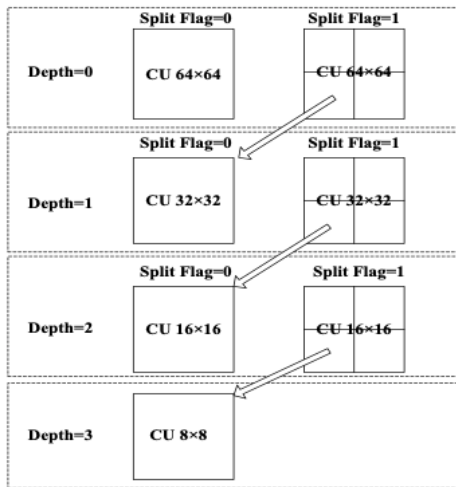 Split Flag=0 Split Flag=1
Depth=0 CU 64×64 CU 64×64
Split Flag=0 Split Flag=1
Depth=1 CU 32×32 CU 32×32
Split Flag=0 Split Flag=1
Depth=2 CU 16×16 CU 16×16
Depth=3 CU 8×8